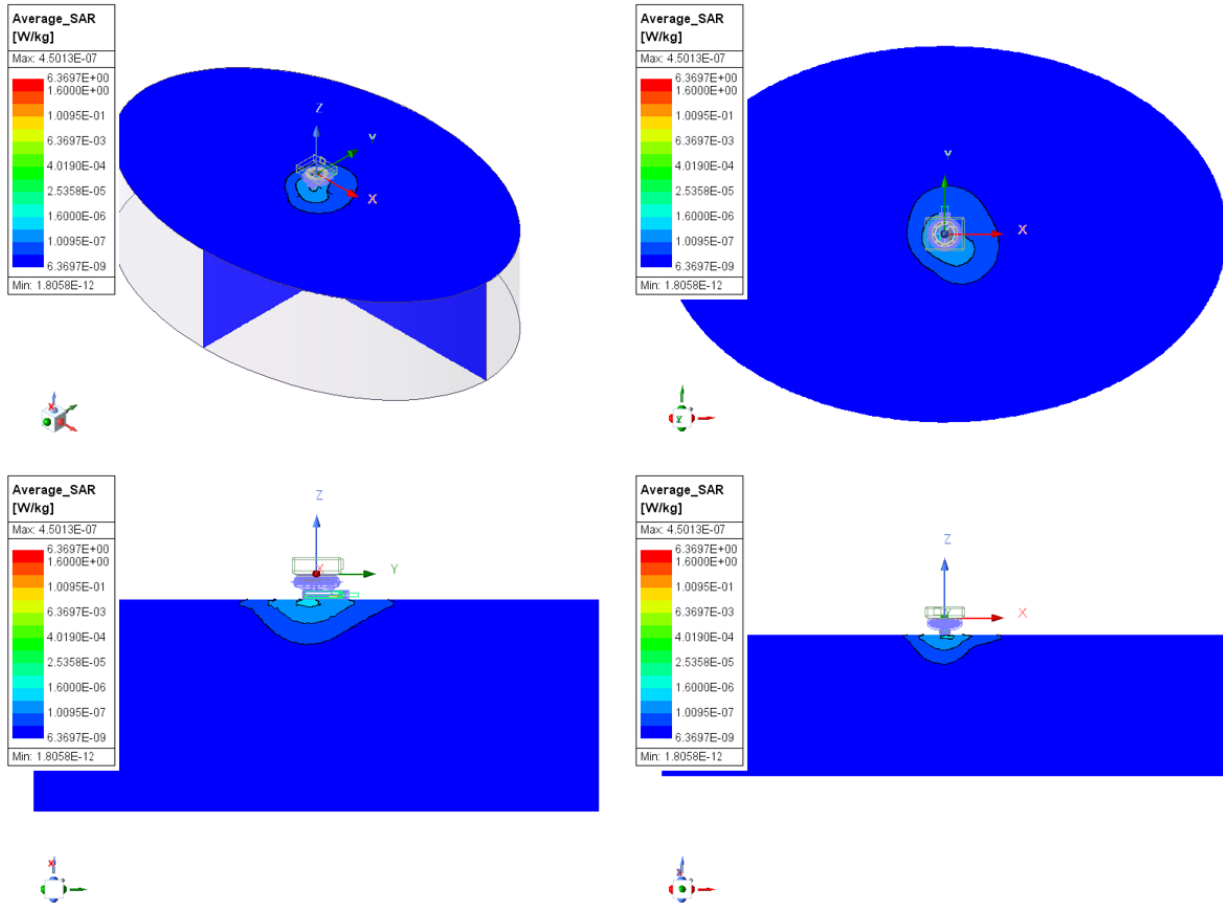 Average_SAR
[W/kg]
Max: 4.5013E-07
6.3697E+00
1.6000E+00
1.0095E-01
6.3697E-03
4.0190E-04
2.5358E-05
1.6000E-06
1.0095E-07
6.3697E-09
Min: 1.8058E-12
Z
Y
X
X
Average_SAR
[W/kg]
Max: 4.5013E-07
6.3697E+00
1.6000E+00
1.0095E-01
6.3697E-03
4.0190E-04
2.5358E-05
1.6000E-06
1.0095E-07
6.3697E-09
Min: 1.8058E-12
Y
X
Z
Average_SAR
[W/kg]
Max: 4.5013E-07
6.3697E+00
1.6000E+00
1.0095E-01
6.3697E-03
4.0190E-04
2.5358E-05
1.6000E-06
1.0095E-07
6.3697E-09
Min: 1.8058E-12
Z
X
Y
X
Average_SAR
[W/kg]
Max: 4.5013E-07
6.3697E+00
1.6000E+00
1.0095E-01
6.3697E-03
4.0190E-04
2.5358E-05
1.6000E-06
1.0095E-07
6.3697E-09
Min: 1.8058E-12
Z
X